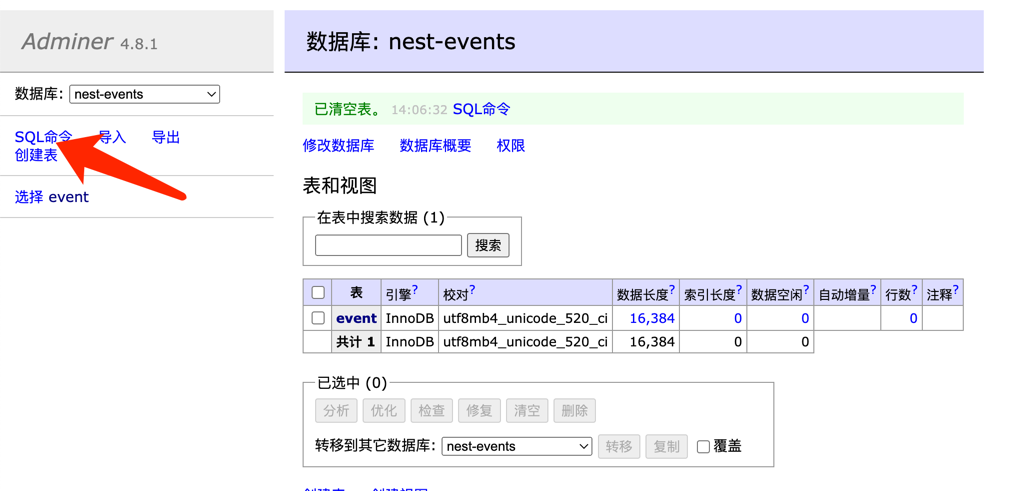 Adminer 4.8.1
数据库: nest-events
SQL命令 导入 导出
创建表
选择 event
数据库: nest-events
已清空表。 14:06:32 SQL命令
修改数据库 数据库概要 权限
表和视图
在表中搜索数据 (1)
搜索
表 引擎? 校对? 数据长度? 索引长度? 数据空闲? 自动增量? 行数? 注释?
event InnoDB utf8mb4_unicode_520_ci 16,384 0 0 0
共计 1 InnoDB utf8mb4_unicode_520_ci 16,384 0 0
已选中 (0)
分析 优化 检查 修复 清空 删除
转移到其它数据库: nest-events 转移 复制 覆盖
创建表 创建视图